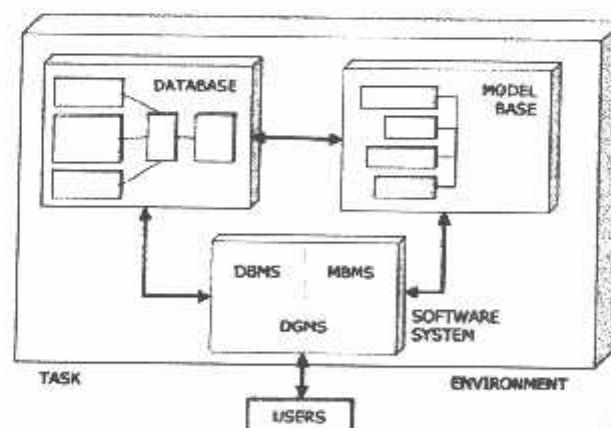 DATABASE
MODEL
BASE
DBMS
MBMS
DGMS
SOFTWARE
SYSTEM
TASK
ENVIRONMENT
USERS